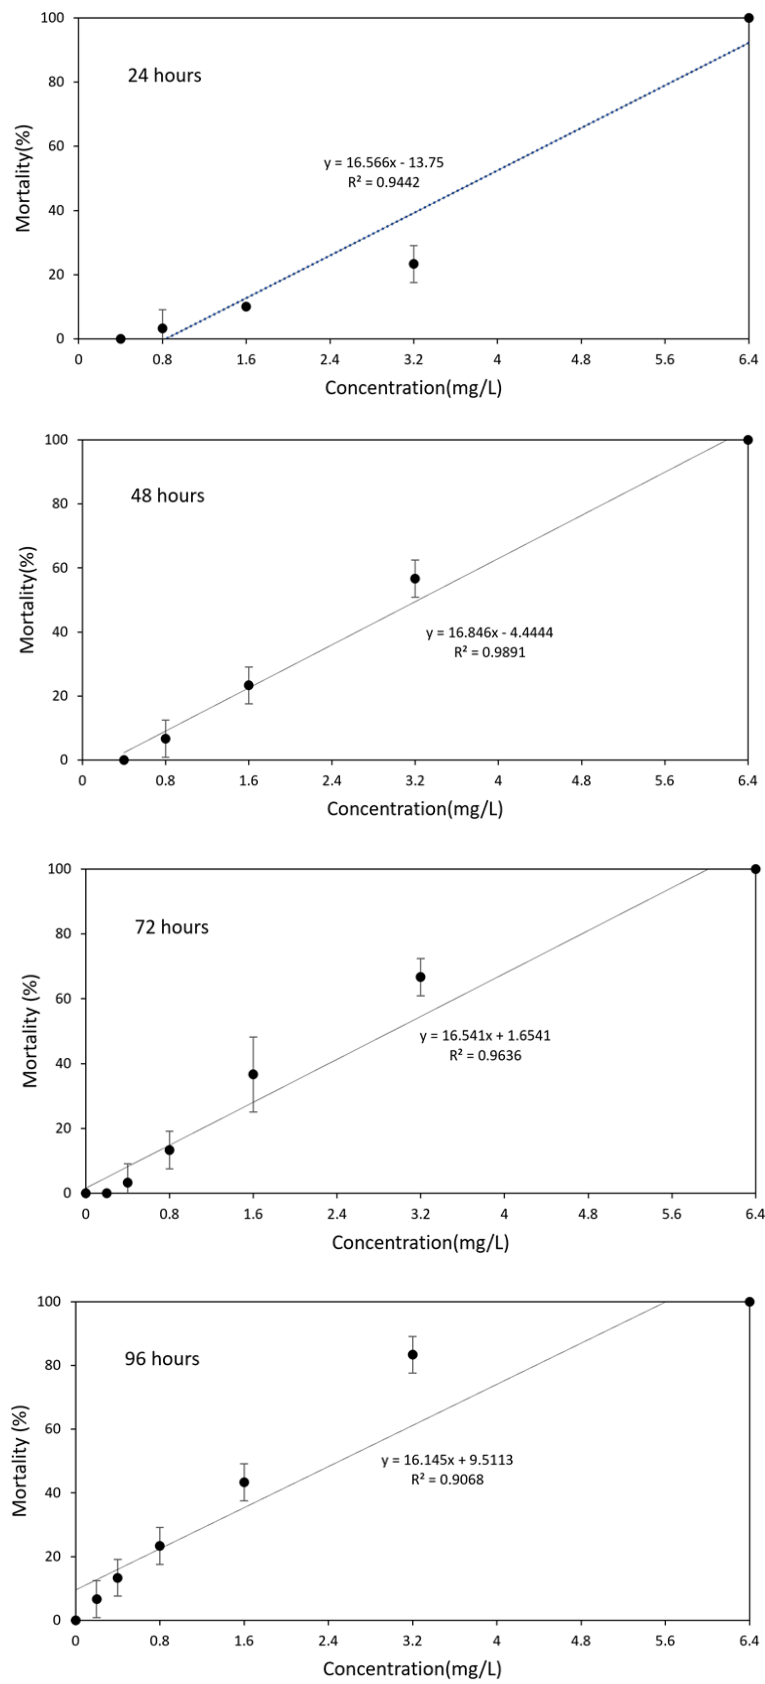 100
24 hours
80
60
y = 16.566x - 13.75
R² = 0.9442
40
20
0
Mortality(%)
0 0.8 1.6 2.4 3.2 4 4.8 5.6 6.4
Concentration(mg/L)
100
48 hours
80
60
40
y = 16.846x - 4.4444
R² = 0.9891
20
0
Mortality(%)
0 0.8 1.6 2.4 3.2 4 4.8 5.6 6.4
Concentration(mg/L)
100
72 hours
80
60
y = 16.541x + 1.6541
R² = 0.9636
40
20
0
Mortality (%)
0 0.8 1.6 2.4 3.2 4 4.8 5.6 6.4
Concentration(mg/L)
100
96 hours
80
60
y = 16.145x + 9.5113
R² = 0.9068
40
20
0
Mortality (%)
0 0.8 1.6 2.4 3.2 4 4.8 5.6 6.4
Concentration(mg/L)